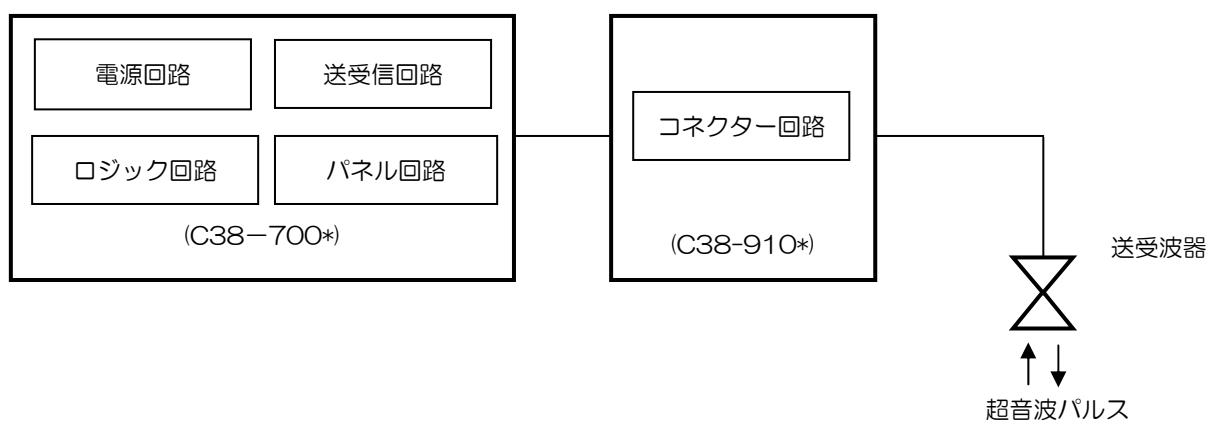 電源回路
送受信回路
ロジック回路
パネル回路
(C38－700*)
コネクター回路
(C38-910*)
送受波器
超音波パルス